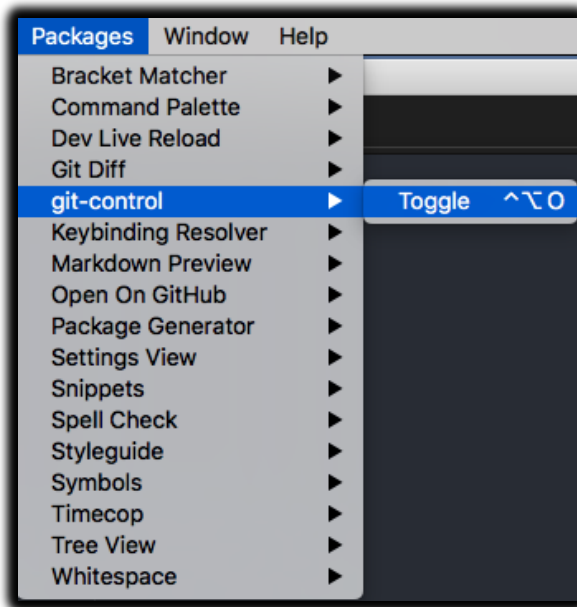 Packages Window Help
Bracket Matcher ▶
Command Palette ▶
Dev Live Reload ▶
Git Diff ▶
git-control ▶ Toggle ^⌥O
Keybinding Resolver ▶
Markdown Preview ▶
Open On GitHub ▶
Package Generator ▶
Settings View ▶
Snippets ▶
Spell Check ▶
Styleguide ▶
Symbols ▶
Timecop ▶
Tree View ▶
Whitespace ▶